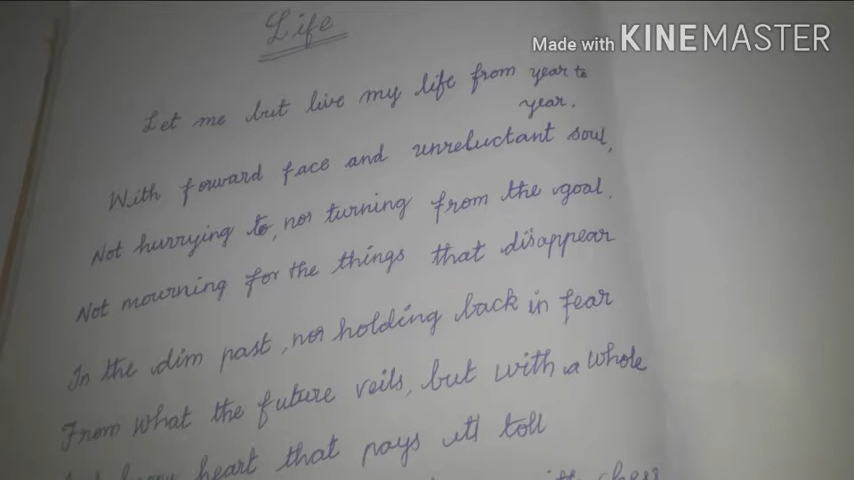 Made with KINEMASTER
Life
Let me but live my life from year to
year.
With forward face and unreluctant soul,
Not hurrying to, nor turning from the goal.
Not mourning for the things that disappear
In the dim past, nor holding back in fear
From what the future veils, but with a whole
heart that pays its toll